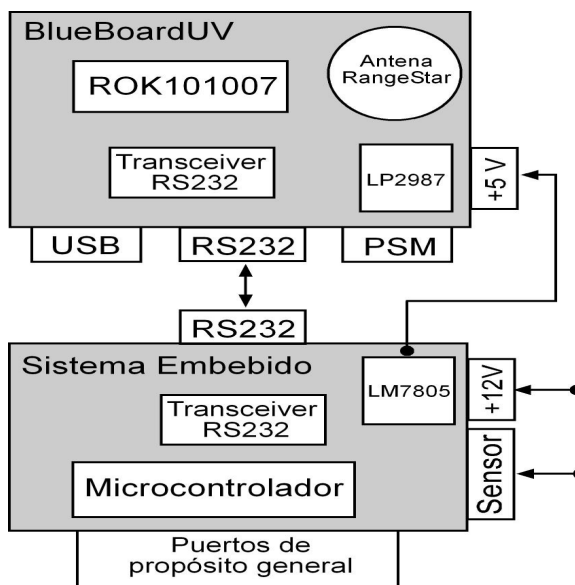 BlueBoardUV
ROK101007
Antena
RangeStar
Transceiver
RS232
LP2987
+5 V
USB
RS232
PSM
RS232
Sistema Embebido
LM7805
+12V
Transceiver
RS232
Sensor
Microcontrolador
Puertos de
propósito general